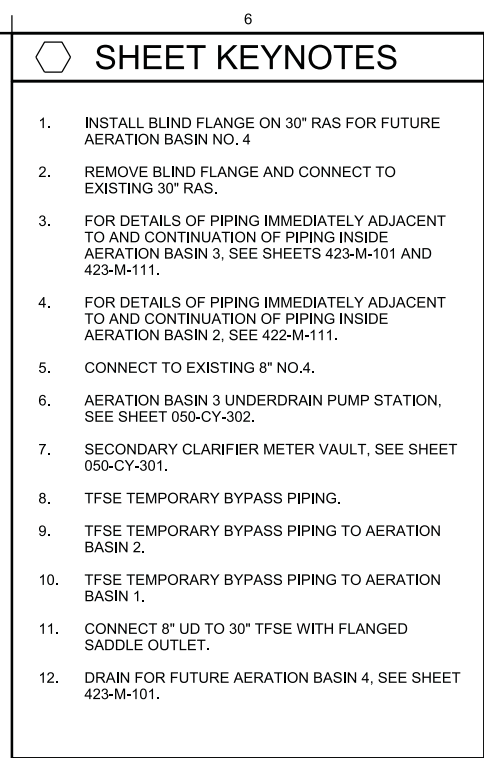 6
SHEET KEYNOTES
1. INSTALL BLIND FLANGE ON 30" RAS FOR FUTURE
AERATION BASIN NO. 4
2. REMOVE BLIND FLANGE AND CONNECT TO
EXISTING 30" RAS.
3. FOR DETAILS OF PIPING IMMEDIATELY ADJACENT
TO AND CONTINUATION OF PIPING INSIDE
AERATION BASIN 3, SEE SHEETS 423-M-101 AND
423-M-111.
4. FOR DETAILS OF PIPING IMMEDIATELY ADJACENT
TO AND CONTINUATION OF PIPING INSIDE
AERATION BASIN 2, SEE 422-M-111.
5. CONNECT TO EXISTING 8" NO.4.
6. AERATION BASIN 3 UNDERDRAIN PUMP STATION,
SEE SHEET 050-CY-302.
7. SECONDARY CLARIFIER METER VAULT, SEE SHEET
050-CY-301.
8. TFSE TEMPORARY BYPASS PIPING.
9. TFSE TEMPORARY BYPASS PIPING TO AERATION
BASIN 2.
10. TFSE TEMPORARY BYPASS PIPING TO AERATION
BASIN 1.
11. CONNECT 8" UD TO 30" TFSE WITH FLANGED
SADDLE OUTLET.
12. DRAIN FOR FUTURE AERATION BASIN 4, SEE SHEET
423-M-101.